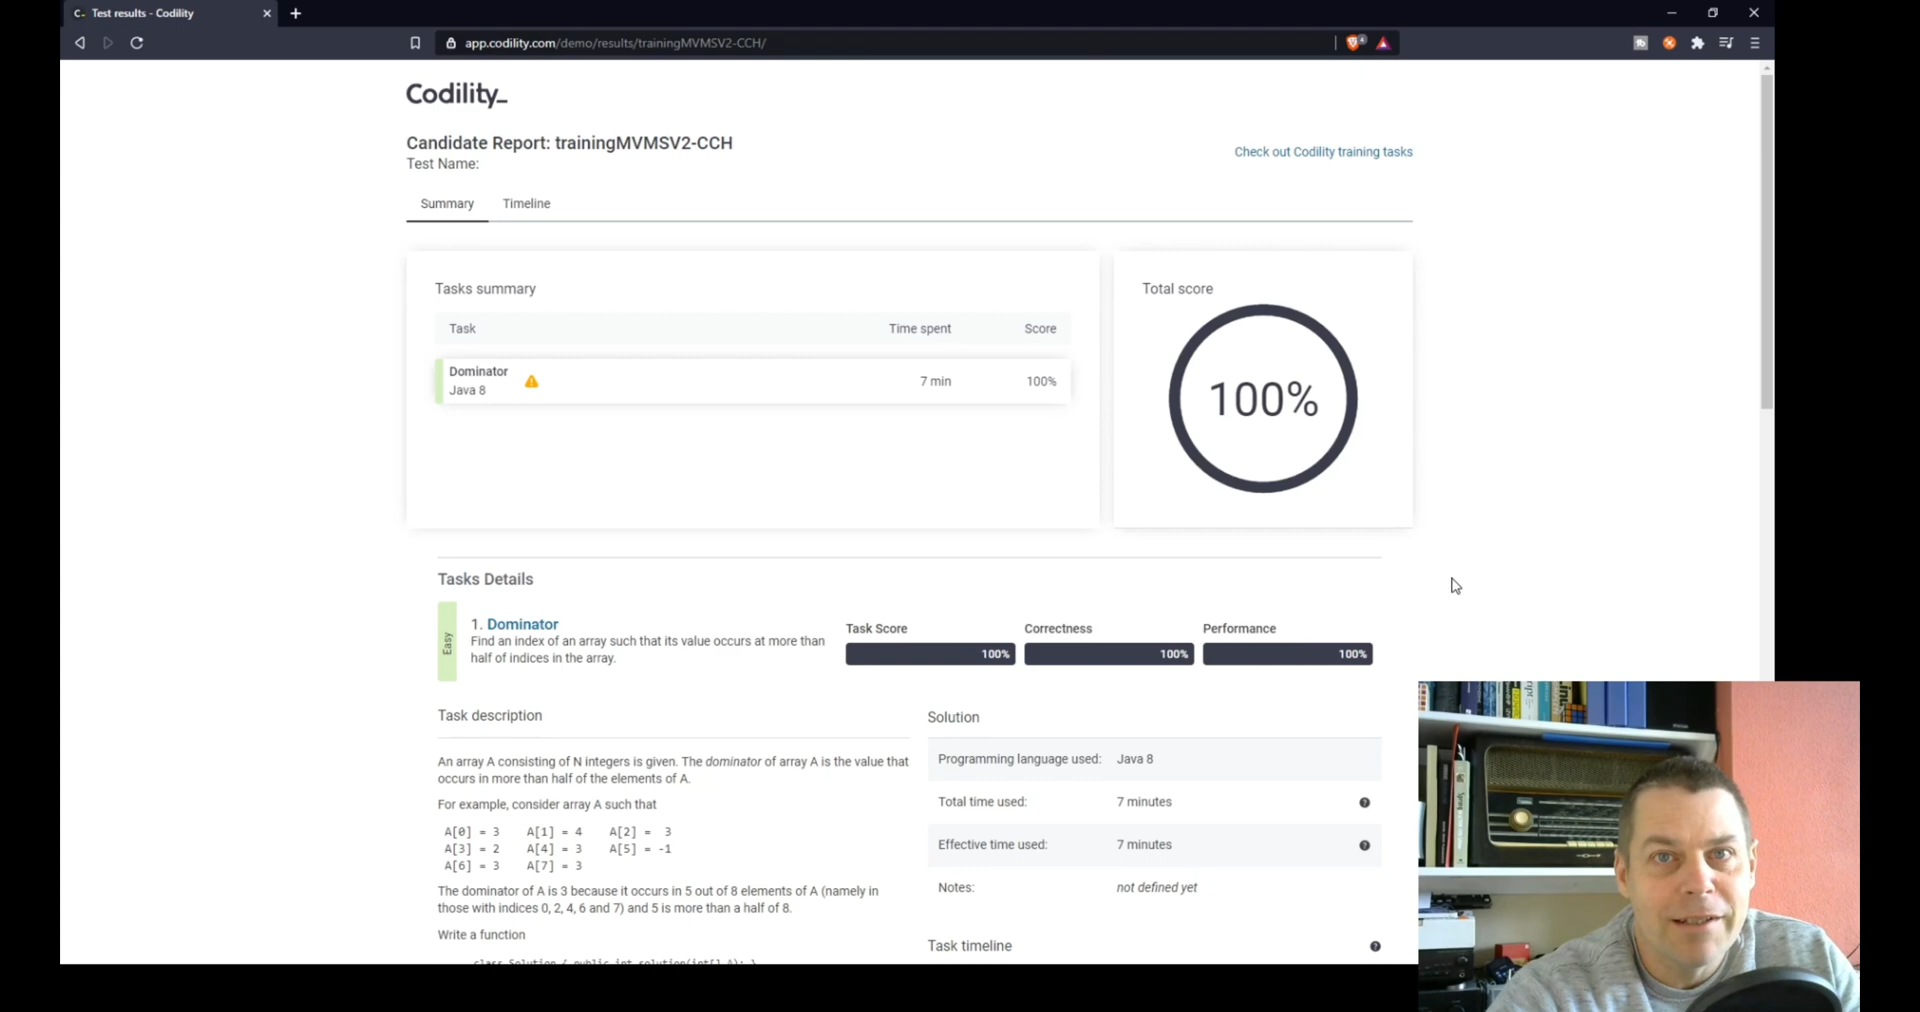 Test results - Codility
app.codility.com/demo/results/trainingMVMSV2-CCH/
Codility_
Candidate Report: trainingMVMSV2-CCH
Test Name:
Check out Codility training tasks
Summary
Timeline
Tasks summary
Task
Time spent
Score
Dominator
Java 8
7 min
100%
Total score
100%
Tasks Details
Easy
1. Dominator
Find an index of an array such that its value occurs at more than
half of indices in the array.
Task Score
100%
Correctness
100%
Performance
100%
Task description
An array A consisting of N integers is given. The dominator of array A is the value that
occurs in more than half of the elements of A.
For example, consider array A such that
A[0] = 3 A[1] = 4 A[2] = 3
A[3] = 2 A[4] = 3 A[5] = -1
A[6] = 3 A[7] = 3
The dominator of A is 3 because it occurs in 5 out of 8 elements of A (namely in
those with indices 0, 2, 4, 6 and 7) and 5 is more than a half of 8.
Write a function
class Solution { public int solution(int[] A); }
Solution
Programming language used: Java 8
Total time used: 7 minutes
Effective time used: 7 minutes
Notes: not defined yet
Task timeline